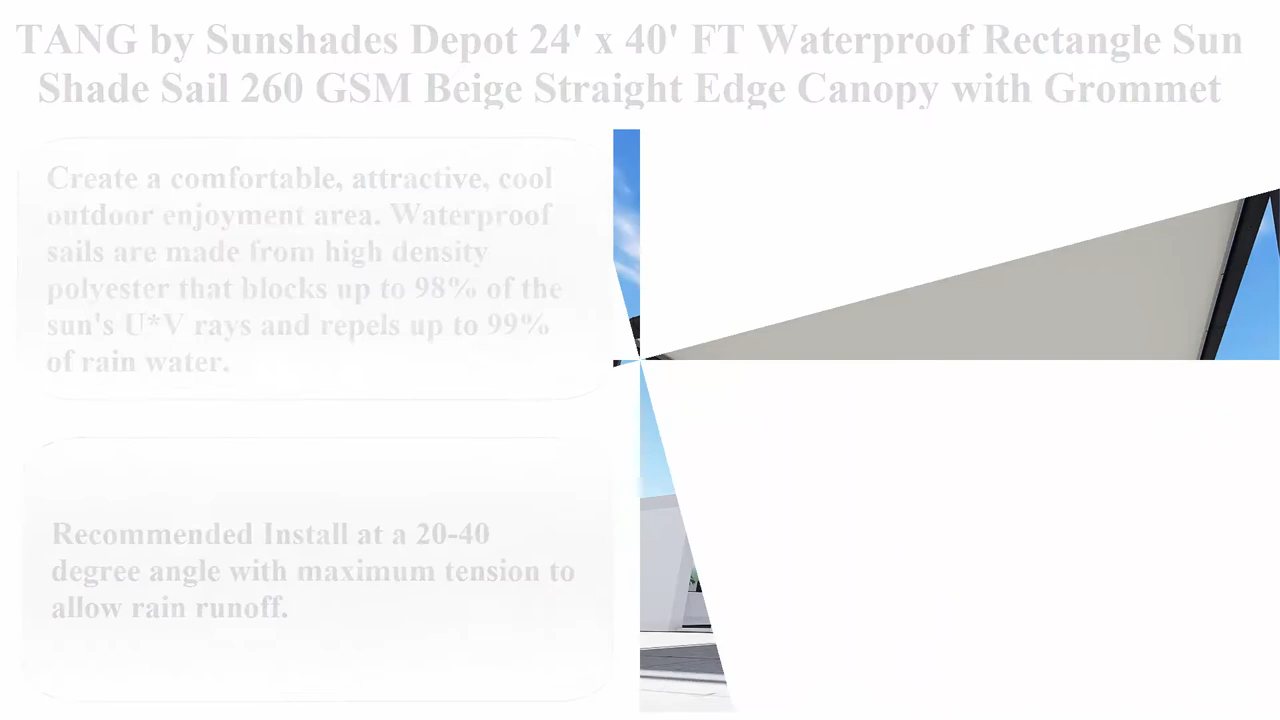 TANG by Sunshades Depot 24' x 40' FT Waterproof Rectangle Sun
Shade Sail 260 GSM Beige Straight Edge Canopy with Grommet
Create a comfortable, attractive, cool
outdoor enjoyment area. Waterproof
sails are made from high density
polyester that blocks up to 98% of the
sun's U*V rays and repels up to 99%
of rain water.
Recommended Install at a 20-40
degree angle with maximum tension to
allow rain runoff.